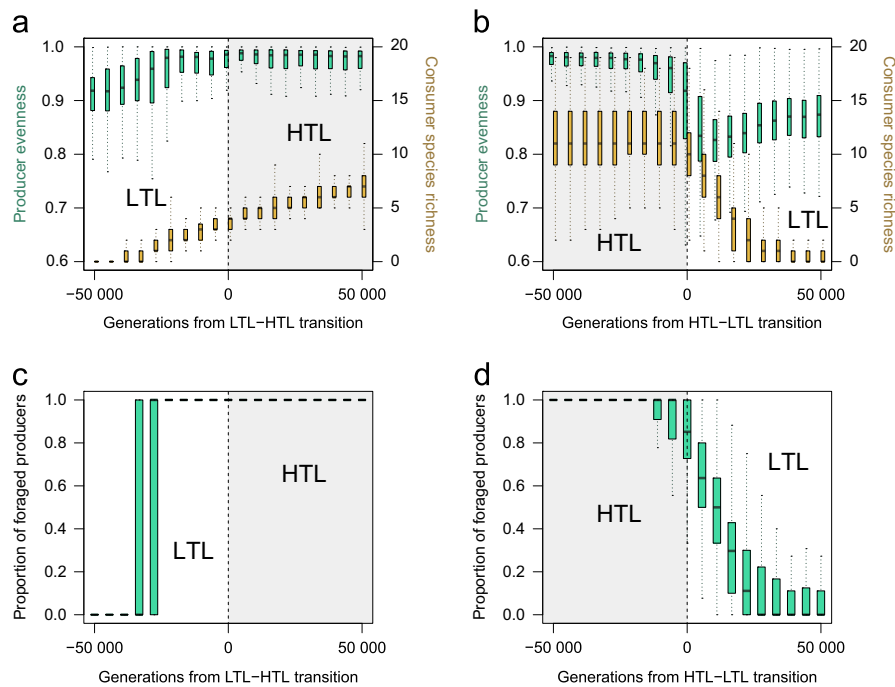 a
1.0
0.9
0.8
0.7
0.6
Producer evenness
LTL
HTL
20
15
10
5
0
Consumer species richness
−50 000
0
50 000
Generations from LTL−HTL transition
b
1.0
0.9
0.8
0.7
0.6
Producer evenness
HTL
LTL
20
15
10
5
0
Consumer species richness
−50 000
0
50 000
Generations from HTL−LTL transition
c
1.0
0.8
0.6
0.4
0.2
0.0
Proportion of foraged producers
LTL
HTL
−50 000
0
50 000
Generations from LTL−HTL transition
d
1.0
0.8
0.6
0.4
0.2
0.0
Proportion of foraged producers
HTL
LTL
−50 000
0
50 000
Generations from HTL−LTL transition